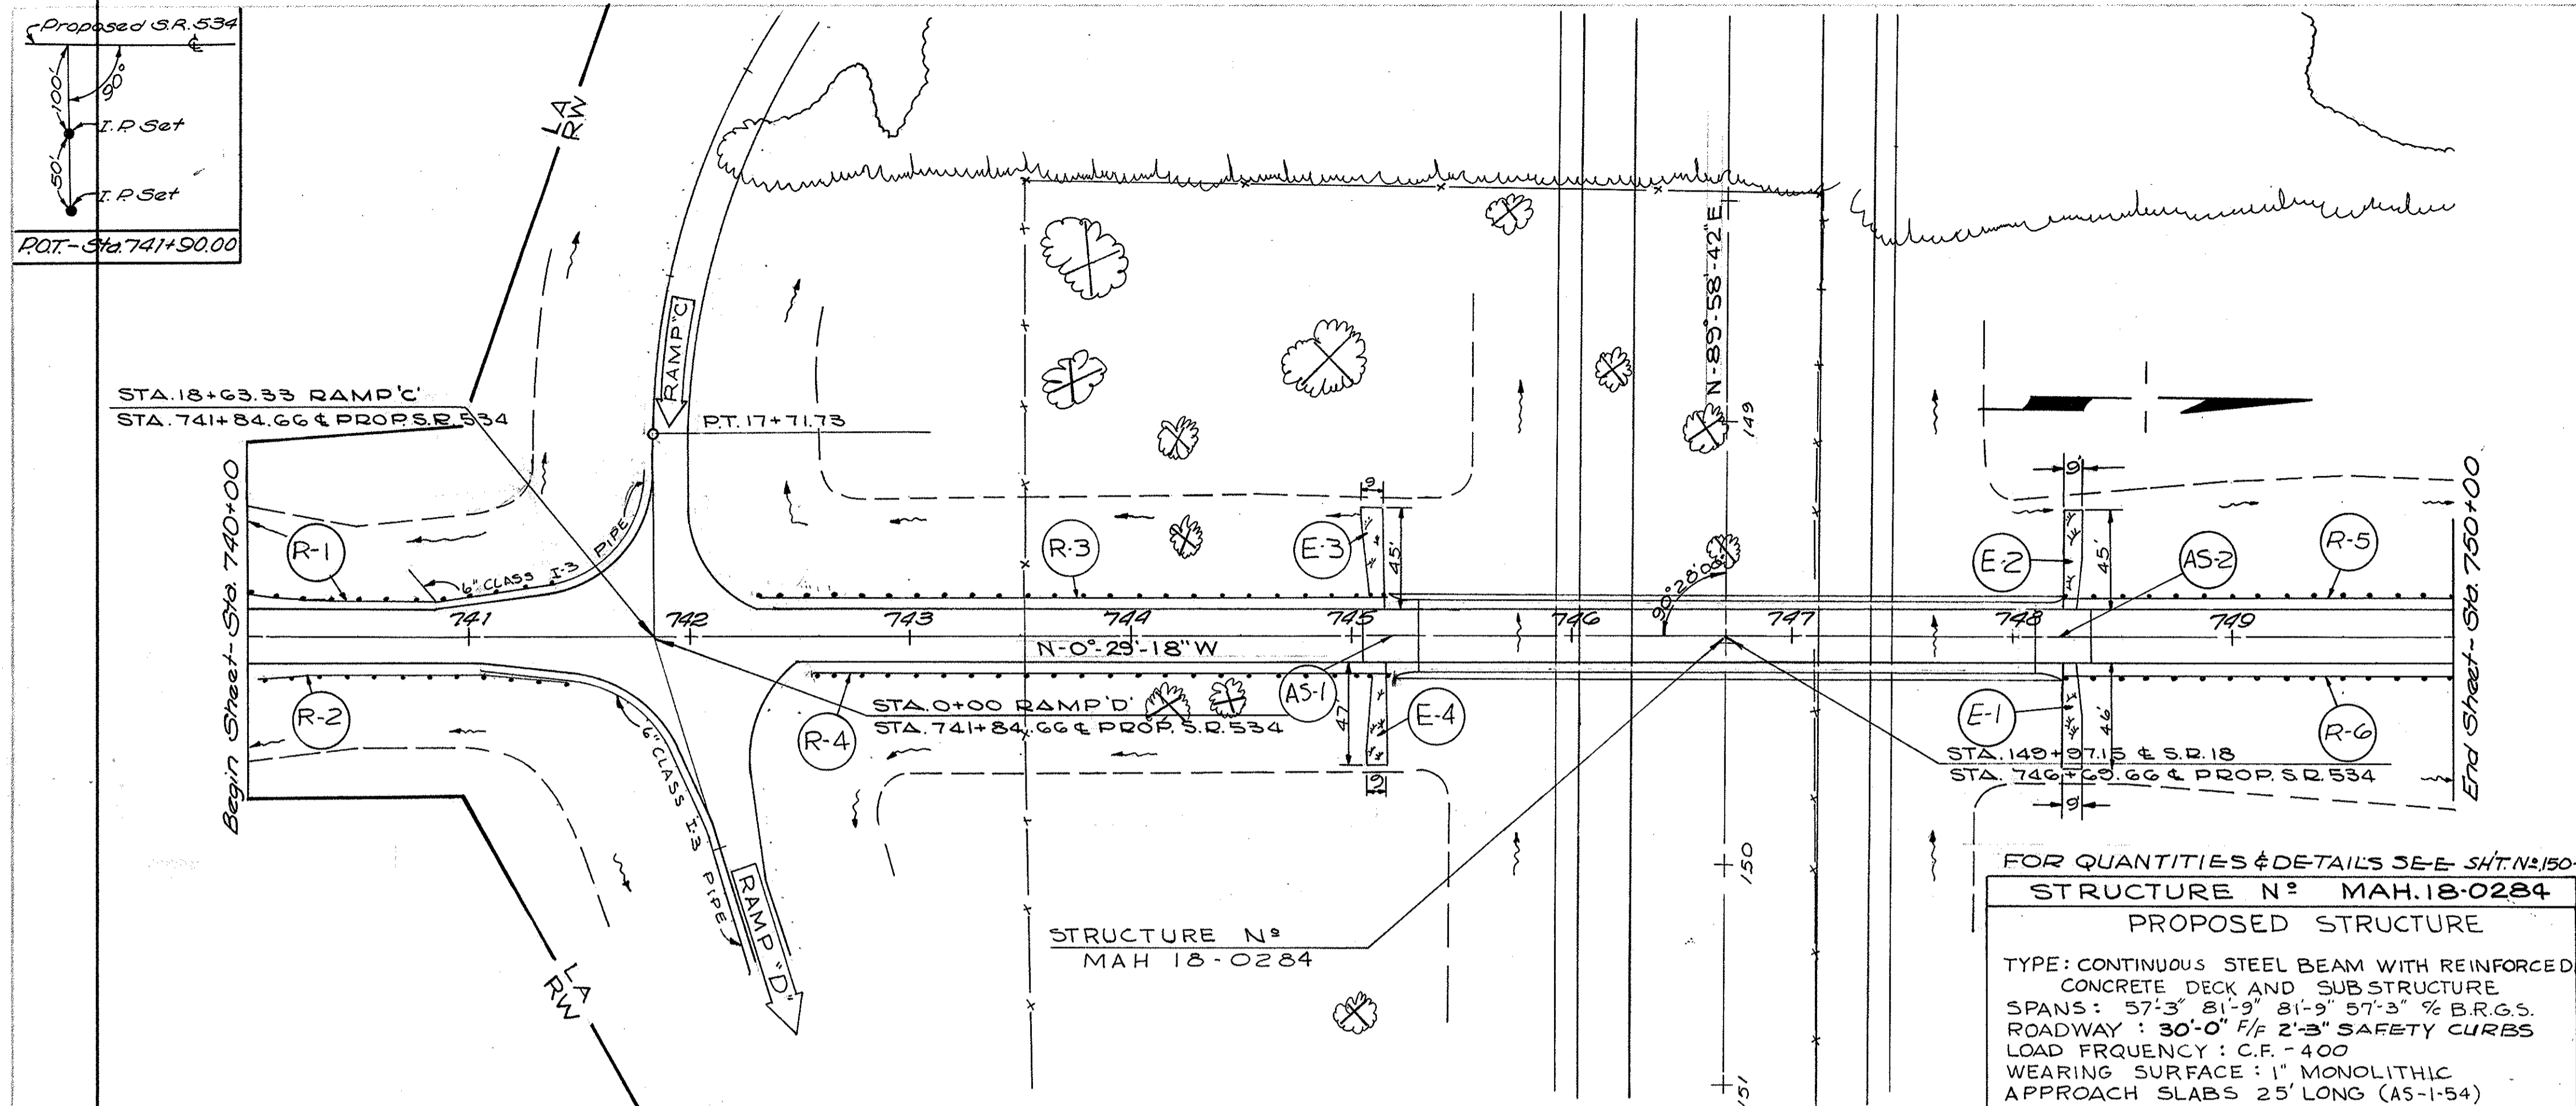 Proposed S.R. 534
℄
100'
90°
I.P. Set
50'
I.P. Set
P.O.T.- Sta. 741+90.00
LA
RW
RAMP "C"
STA. 18+63.33 RAMP 'C'
STA. 741+84.66 ℄ PROP. S.R. 534
P.T. 17+71.73
N-89°-58'-42"E
149
Begin Sheet - Sta. 740+00
R-1
6" CLASS I-3 PIPE
R-3
E-3
9'
45'
90°28'00"
9'
E-2
45'
AS-2
R-5
End Sheet - Sta. 750+00
741
742
743
744
745
746
747
748
749
N-0°-29'-18"W
R-2
6" CLASS I-3 PIPE
R-4
STA. 0+00 RAMP 'D'
STA. 741+84.66 ℄ PROP. S.R. 534
AS-1
47'
E-4
9'
E-1
46'
9'
R-6
STA. 149+97.15 ℄ S.R. 18
STA. 746+69.66 ℄ PROP. S.R. 534
RAMP "D"
LA
RW
150
151
STRUCTURE Nº
MAH 18-0284
FOR QUANTITIES & DETAILS SEE SH'T. Nº 150
STRUCTURE Nº MAH.18-0284
PROPOSED STRUCTURE
TYPE: CONTINUOUS STEEL BEAM WITH REINFORCED
CONCRETE DECK AND SUBSTRUCTURE
SPANS: 57'-3" 81'-9" 81'-9" 57'-3" % B.R.G.S.
ROADWAY : 30'-0" F/F 2'-3" SAFETY CURBS
LOAD FRQUENCY : C.F. - 400
WEARING SURFACE : 1" MONOLITHIC
APPROACH SLABS 25' LONG (AS-1-54)